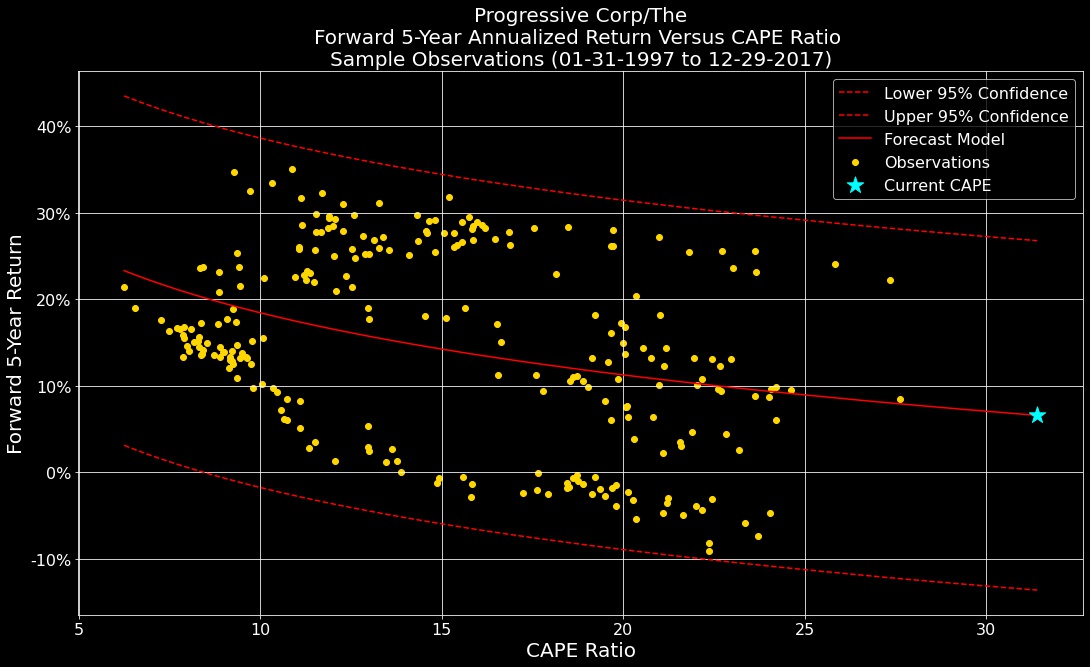 Progressive Corp/The
Forward 5-Year Annualized Return Versus CAPE Ratio
Sample Observations (01-31-1997 to 12-29-2017)
Lower 95% Confidence
Upper 95% Confidence
Forecast Model
Observations
Current CAPE
Forward 5-Year Return
40%
30%
20%
10%
0%
-10%
5 10 15 20 25 30
CAPE Ratio